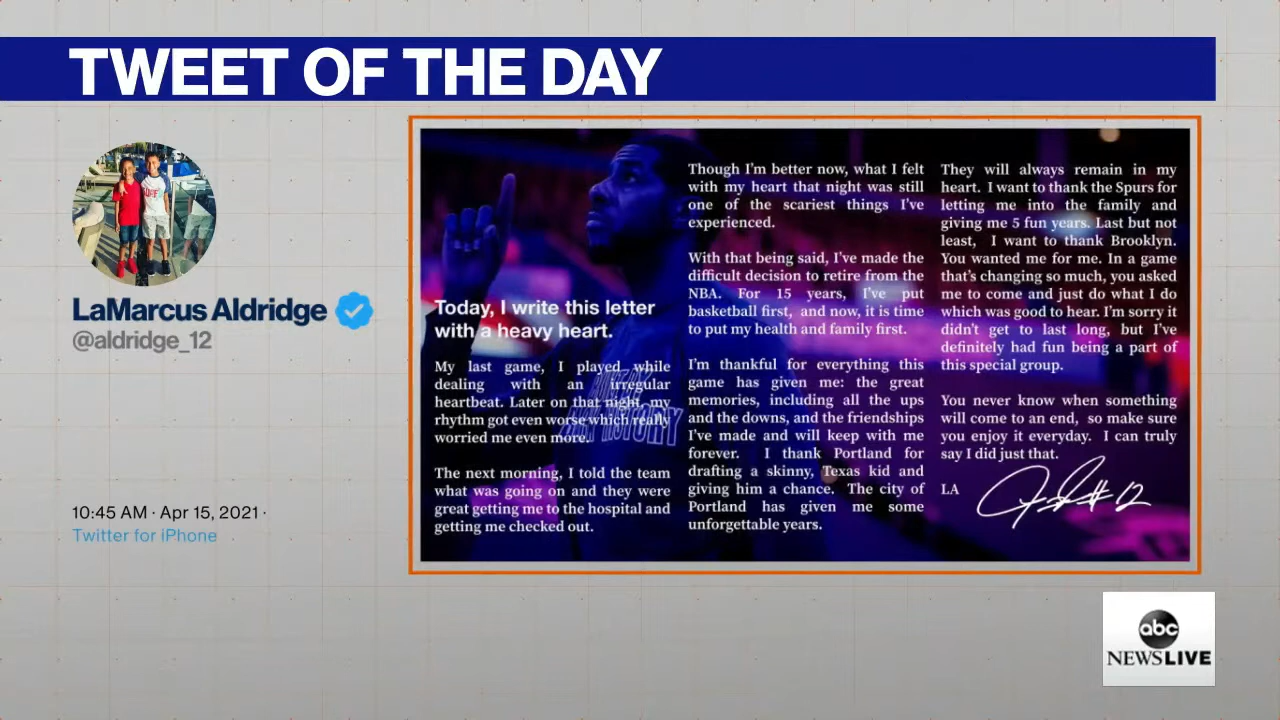 TWEET OF THE DAY
LaMarcus Aldridge
@aldridge_12
10:45 AM · Apr 15, 2021 ·
Twitter for iPhone
Today, I write this letter
with a heavy heart.
My last game, I played while
dealing with an irregular
heartbeat. Later on that night, my
rhythm got even worse which really
worried me even more.
The next morning, I told the team
what was going on and they were
great getting me to the hospital and
getting me checked out.
Though I'm better now, what I felt
with my heart that night was still
one of the scariest things I've
experienced.
With that being said, I've made the
difficult decision to retire from the
NBA. For 15 years, I've put
basketball first, and now, it is time
to put my health and family first.
I'm thankful for everything this
game has given me: the great
memories, including all the ups
and the downs, and the friendships
I've made and will keep with me
forever. I thank Portland for
drafting a skinny, Texas kid and
giving him a chance. The city of
Portland has given me some
unforgettable years.
They will always remain in my
heart. I want to thank the Spurs for
letting me into the family and
giving me 5 fun years. Last but not
least, I want to thank Brooklyn.
You wanted me for me. In a game
that's changing so much, you asked
me to come and just do what I do
which was good to hear. I'm sorry it
didn't get to last long, but I've
definitely had fun being a part of
this special group.
You never know when something
will come to an end, so make sure
you enjoy it everyday. I can truly
say I did just that.
LA
#12
HISTORY
abc
NEWSLIVE